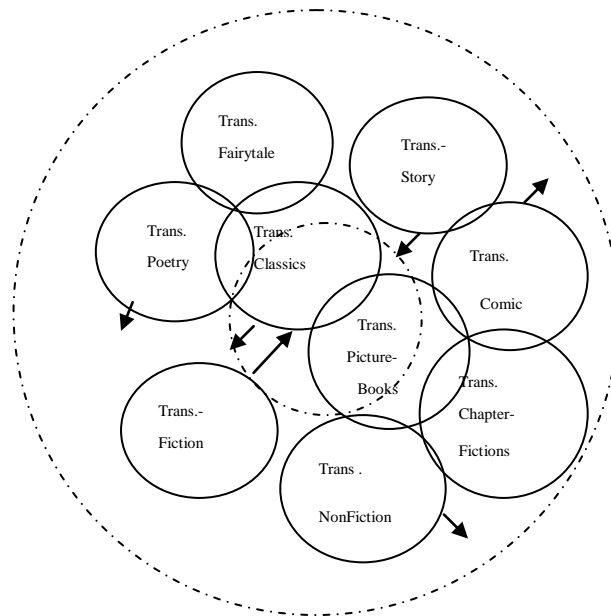 Trans.
Fairytale
Trans.-
Story
Trans.
Poetry
Trans.
Classics
Trans.
Comic
Trans.
Picture-
Books
Trans.
Chapter-
Fictions
Trans.-
Fiction
Trans .
NonFiction